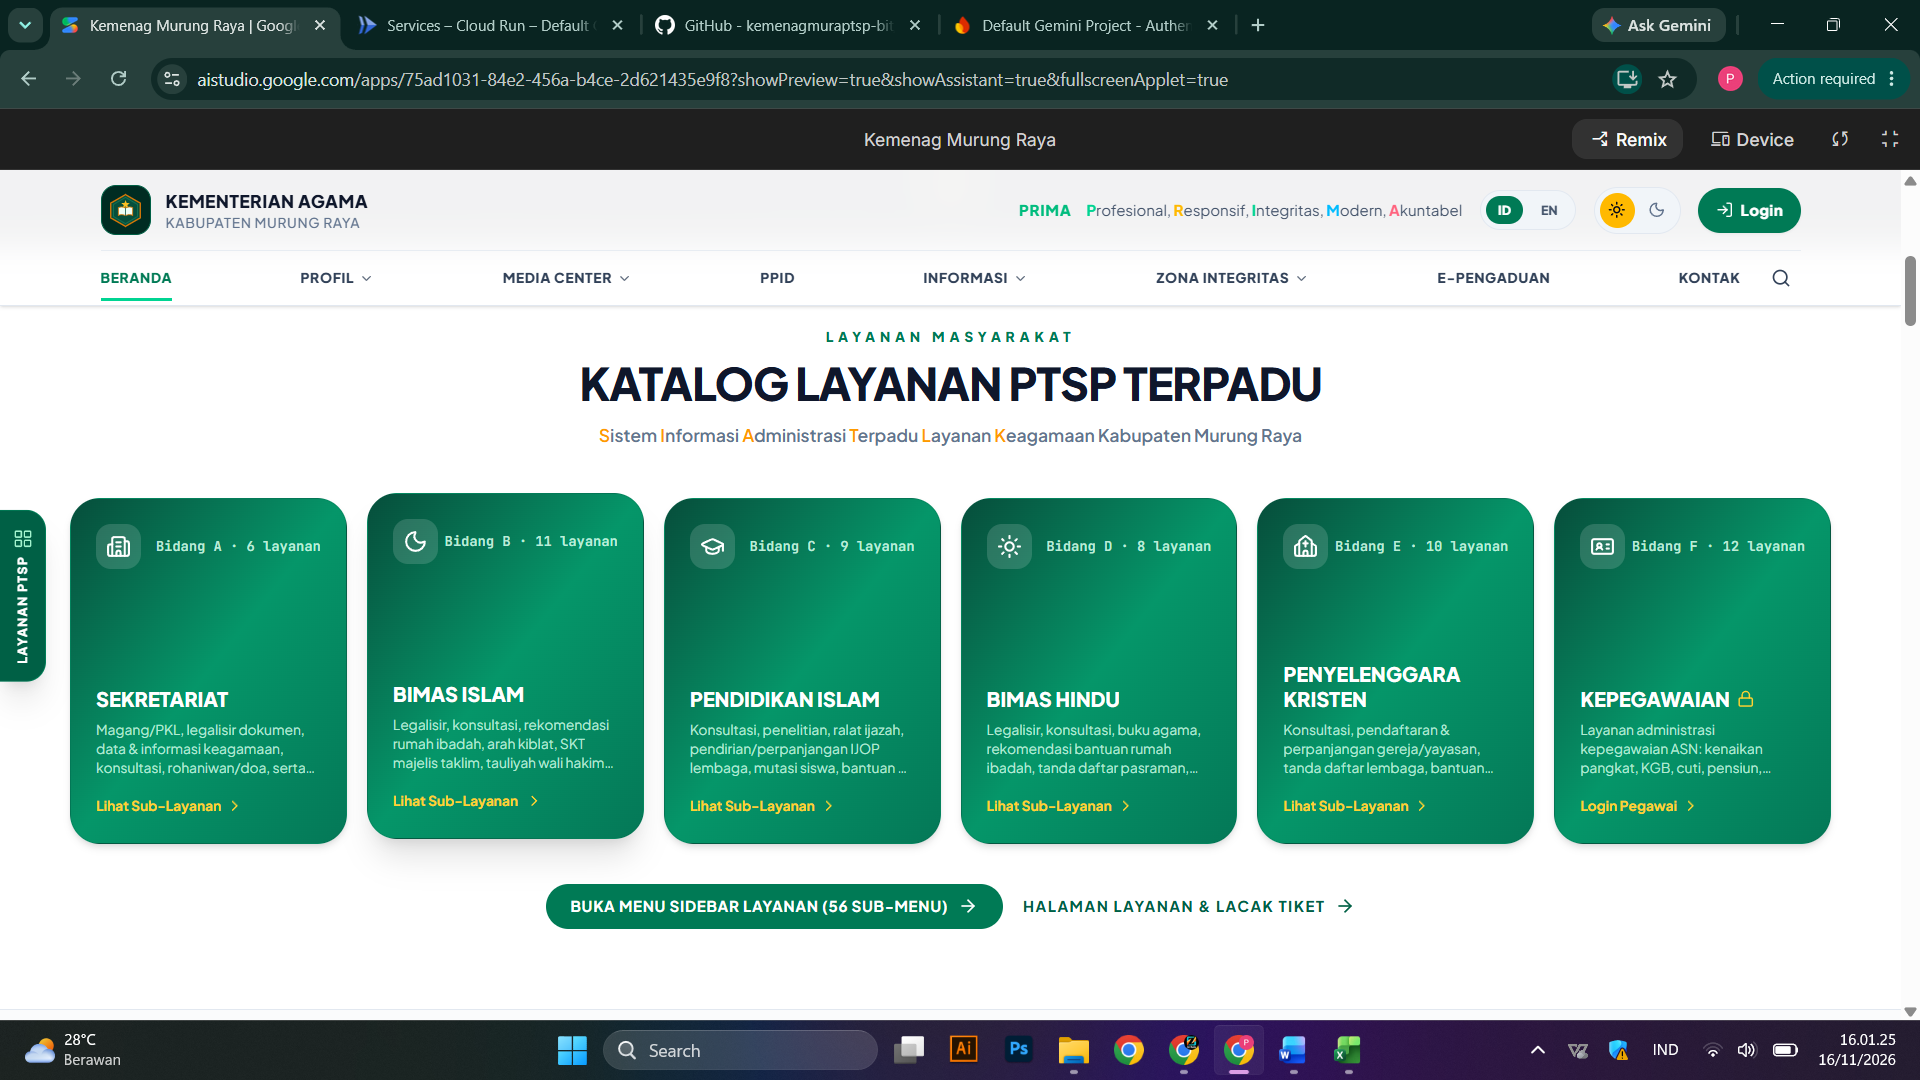 Kemenag Murung Raya | Goog
Services – Cloud Run – Default
GitHub - kemenagmuraptsp-bit
Default Gemini Project - Auther
Ask Gemini
aistudio.google.com/apps/75ad1031-84e2-456a-b4ce-2d621435e9f8?showPreview=true&showAssistant=true&fullscreenApplet=true
P
Action required
Kemenag Murung Raya
Remix
Device
KEMENTERIAN AGAMA
KABUPATEN MURUNG RAYA
PRIMA Profesional, Responsif, Integritas, Modern, Akuntabel
ID EN
Login
BERANDA
PROFIL
MEDIA CENTER
PPID
INFORMASI
ZONA INTEGRITAS
E-PENGADUAN
KONTAK
LAYANAN MASYARAKAT
KATALOG LAYANAN PTSP TERPADU
Sistem Informasi Administrasi Terpadu Layanan Keagamaan Kabupaten Murung Raya
LAYANAN PTSP
Bidang A · 6 layanan
SEKRETARIAT
Magang/PKL, legalisir dokumen,
data & informasi keagamaan,
konsultasi, rohaniwan/doa, serta...
Lihat Sub-Layanan
Bidang B · 11 layanan
BIMAS ISLAM
Legalisir, konsultasi, rekomendasi
rumah ibadah, arah kiblat, SKT
majelis taklim, tauliyah wali hakim...
Lihat Sub-Layanan
Bidang C · 9 layanan
PENDIDIKAN ISLAM
Konsultasi, penelitian, ralat ijazah,
pendirian/perpanjangan IJOP
lembaga, mutasi siswa, bantuan ...
Lihat Sub-Layanan
Bidang D · 8 layanan
BIMAS HINDU
Legalisir, konsultasi, buku agama,
rekomendasi bantuan rumah
ibadah, tanda daftar pasraman,...
Lihat Sub-Layanan
Bidang E · 10 layanan
PENYELENGGARA
KRISTEN
Konsultasi, pendaftaran &
perpanjangan gereja/yayasan,
tanda daftar lembaga, bantuan...
Lihat Sub-Layanan
Bidang F · 12 layanan
KEPEGAWAIAN
Layanan administrasi
kepegawaian ASN: kenaikan
pangkat, KGB, cuti, pensiun,...
Login Pegawai
BUKA MENU SIDEBAR LAYANAN (56 SUB-MENU)
HALAMAN LAYANAN & LACAK TIKET
28°C
Berawan
Search
Ai
Ps
Z
P
W
X
IND
16.01.25
16/11/2026